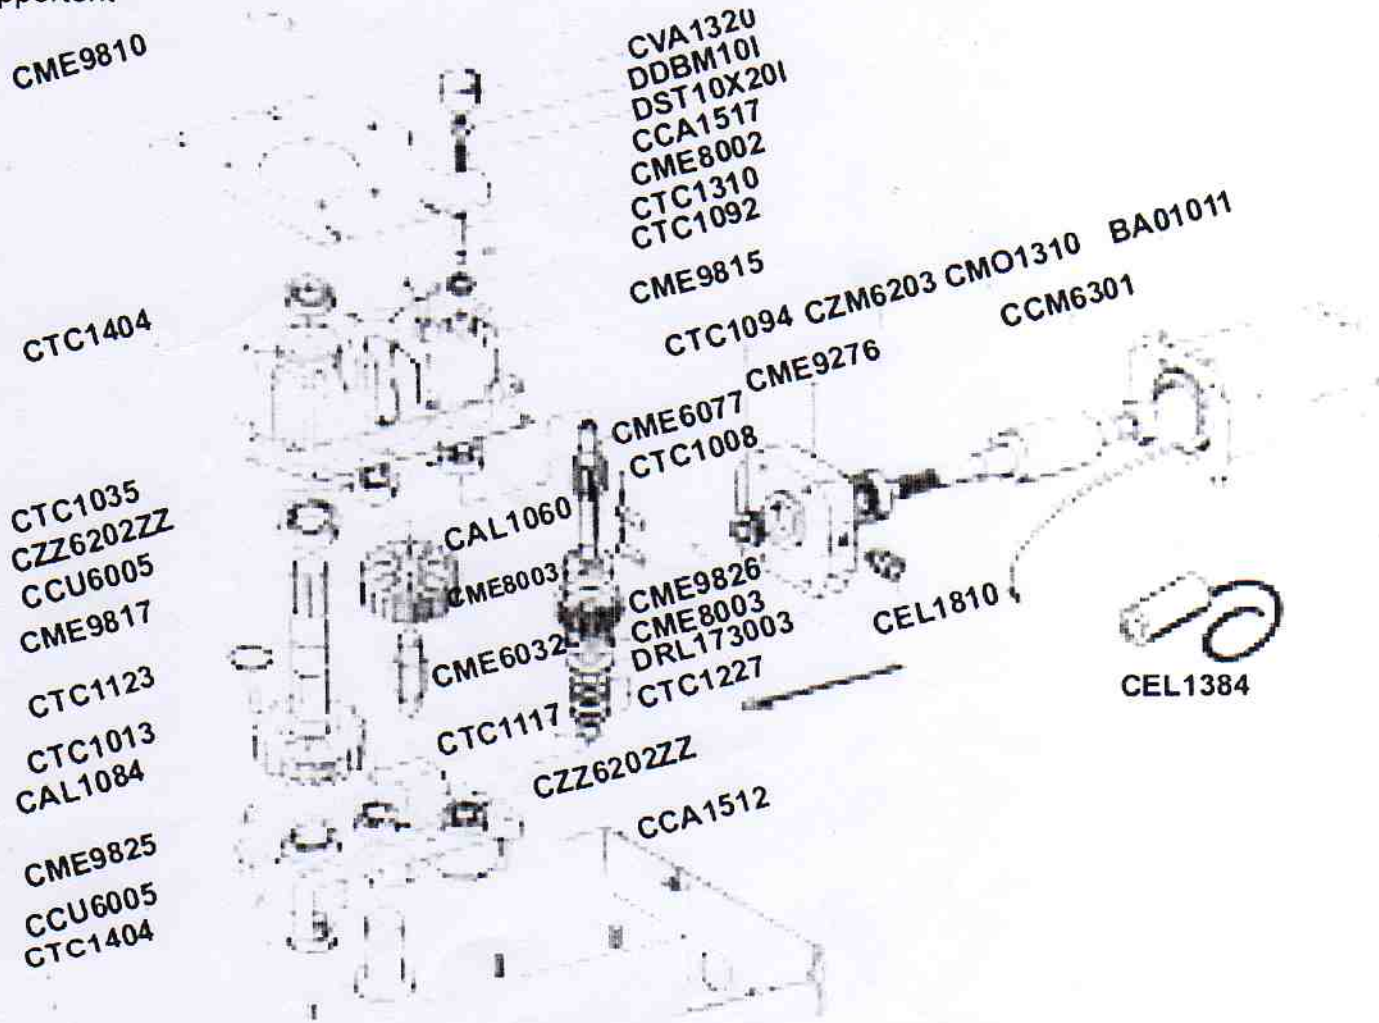 CME9810
CVA1320
DDBM10I
DST10X20I
CCA1517
CME8002
CTC1310
CTC1092
CME9815
CTC1094 CZM6203 CMO1310 BA01011
CCM6301
CME9276
CTC1404
CME6077
CTC1008
CTC1035
CZZ6202ZZ
CCU6005
CME9817
CAL1060
CME8003
CME9826
CME8003
DRL173003
CTC1227
CME6032
CEL1810
CEL1384
CTC1123
CTC1013
CAL1084
CTC1117
CZZ6202ZZ
CCA1512
CME9825
CCU6005
CTC1404